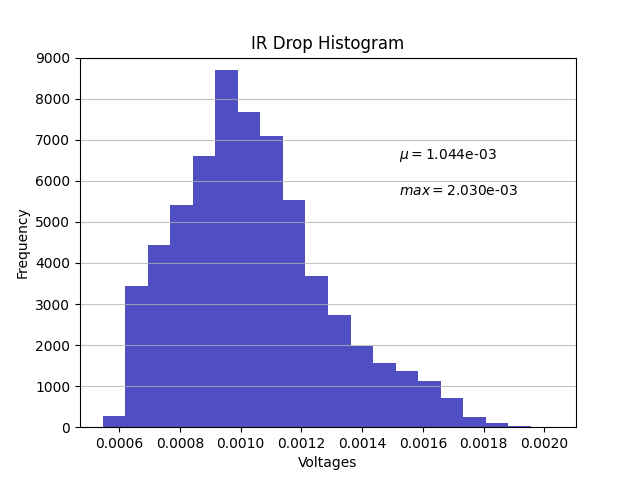 IR Drop Histogram
9000
8000
7000
6000
5000
4000
3000
2000
1000
0
Frequency
μ = 1.044e-03
max = 2.030e-03
0.0006 0.0008 0.0010 0.0012 0.0014 0.0016 0.0018 0.0020
Voltages